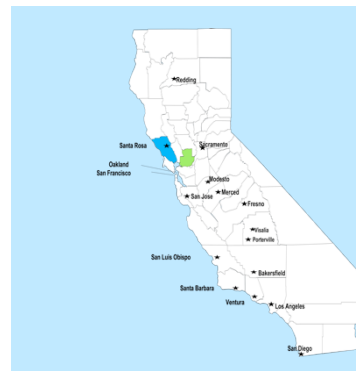 Redding
Santa Rosa
Sacramento
Oakland
San Francisco
Modesto
Merced
San Jose
Fresno
Visalia
Porterville
San Luis Obispo
Bakersfield
Santa Barbara
Ventura
Los Angeles
San Diego